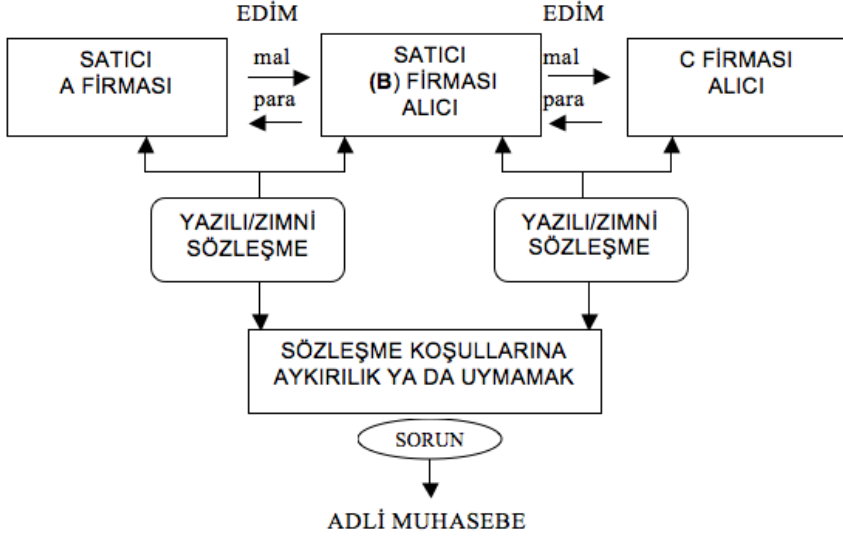 EDİM
EDİM
SATICI
A FİRMASI
mal
para
SATICI
(B) FİRMASI
ALICI
mal
para
C FİRMASI
ALICI
YAZILI/ZIMNİ
SÖZLEŞME
YAZILI/ZIMNİ
SÖZLEŞME
SÖZLEŞME KOŞULLARINA
AYKIRILIK YA DA UYMAMAK
SORUN
ADLİ MUHASEBE